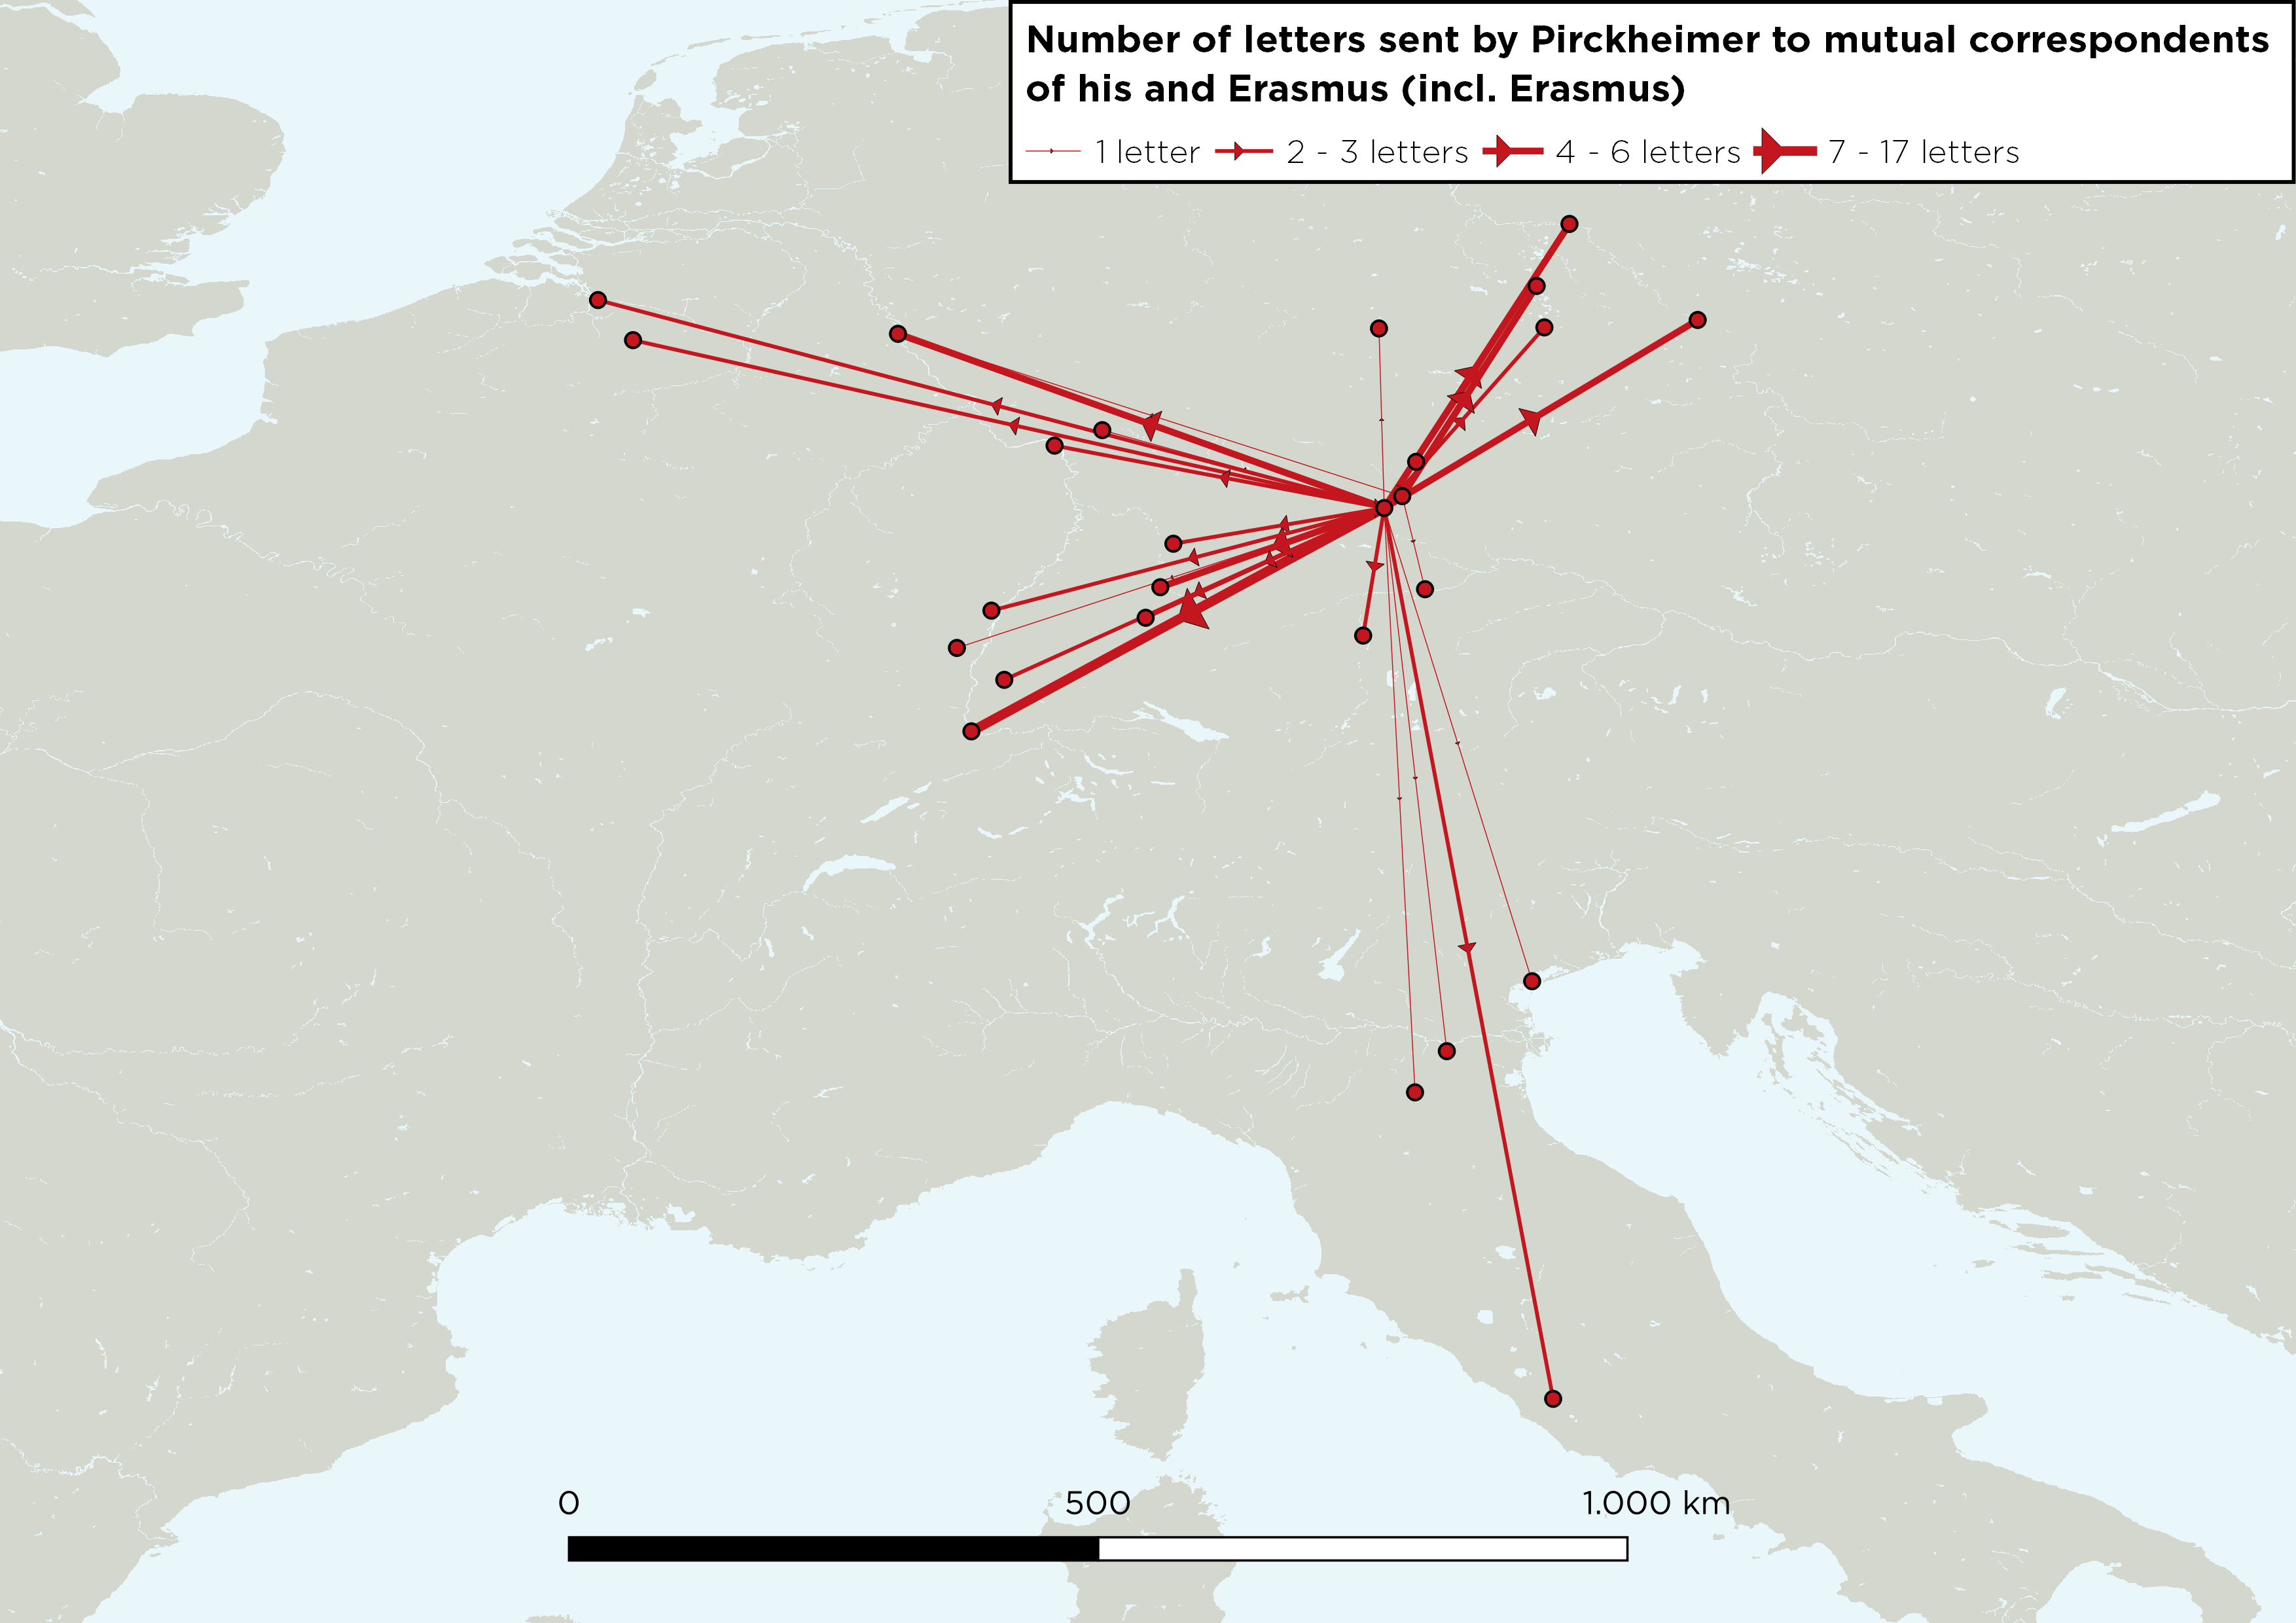 Number of letters sent by Pirckheimer to mutual correspondents
of his and Erasmus (incl. Erasmus)
1 letter 2 - 3 letters 4 - 6 letters 7 - 17 letters
0 500 1.000 km